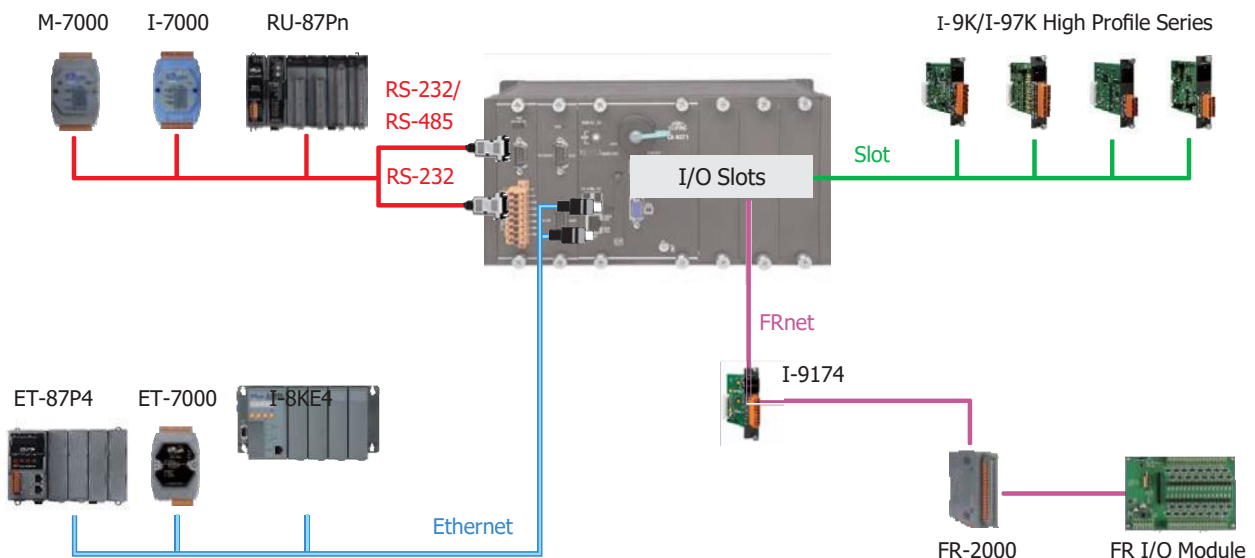 M-7000
I-7000
RU-87Pn
I-9K/I-97K High Profile Series
RS-232/
RS-485
RS-232
I/O Slots
Slot
FRnet
I-9174
ET-87P4
ET-7000
I-8KE4
Ethernet
FR-2000
FR I/O Module